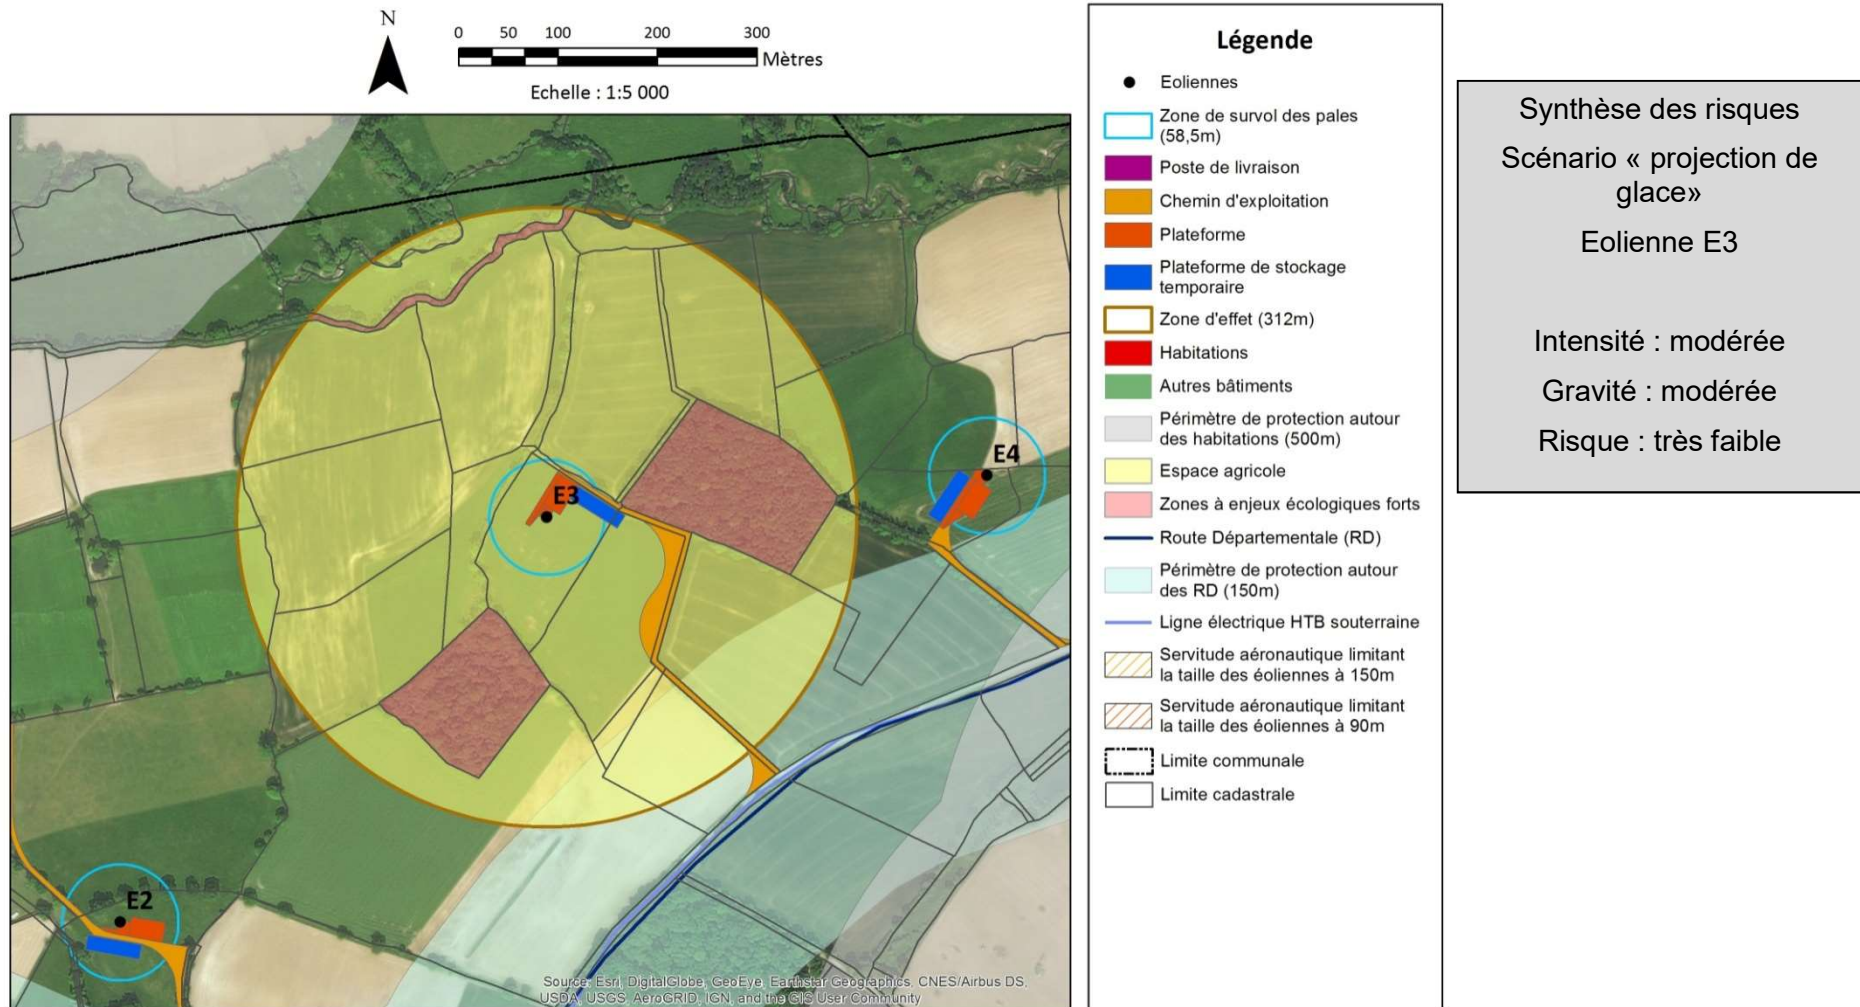 N
0 50 100 200 300
Mètres
Echelle : 1:5 000
E3
E4
E2
Source: Esri, DigitalGlobe, GeoEye, Earthstar Geographics, CNES/Airbus DS,
USDA, USGS, AeroGRID, IGN, and the GIS User Community
Légende
Eoliennes
Zone de survol des pales
(58,5m)
Poste de livraison
Chemin d'exploitation
Plateforme
Plateforme de stockage
temporaire
Zone d'effet (312m)
Habitations
Autres bâtiments
Périmètre de protection autour
des habitations (500m)
Espace agricole
Zones à enjeux écologiques forts
Route Départementale (RD)
Périmètre de protection autour
des RD (150m)
Ligne électrique HTB souterraine
Servitude aéronautique limitant
la taille des éoliennes à 150m
Servitude aéronautique limitant
la taille des éoliennes à 90m
Limite communale
Limite cadastrale
Synthèse des risques
Scénario « projection de
glace»
Eolienne E3
Intensité : modérée
Gravité : modérée
Risque : très faible